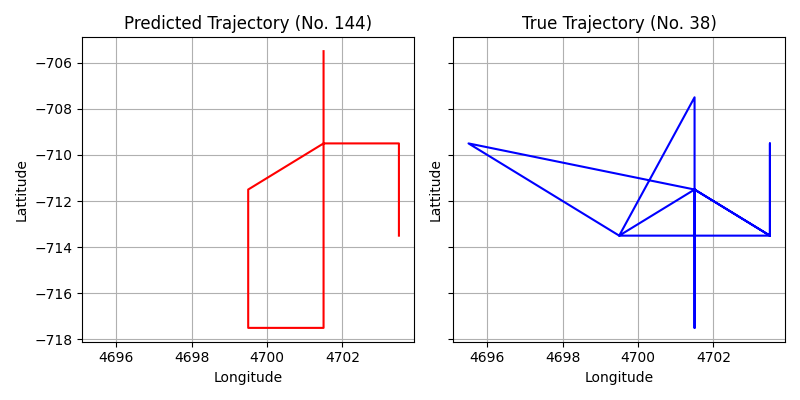 Predicted Trajectory (No. 144)
True Trajectory (No. 38)
−706
−708
−710
−712
−714
−716
−718
Lattitude
Lattitude
4696 4698 4700 4702
4696 4698 4700 4702
Longitude
Longitude